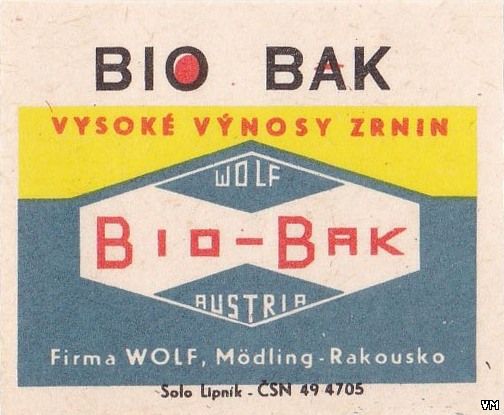 BIO BAK
VYSOKÉ VÝNOSY ZRNIN
WOLF
BIO-BAK
AUSTRIA
Firma WOLF, Mödling-Rakousko
Solo Lipník - ČSN 49 4705
VM